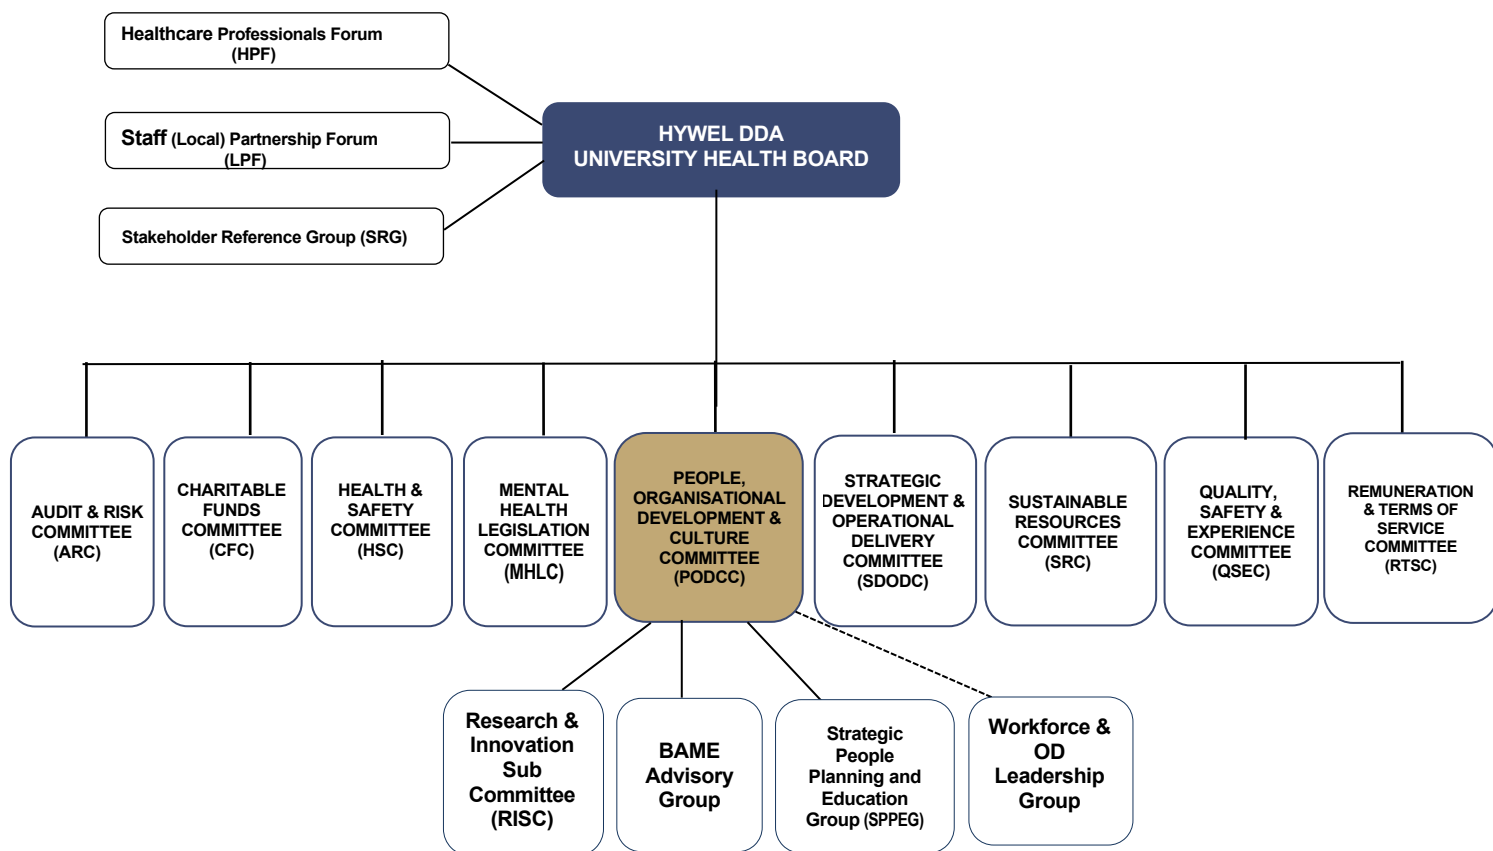 Healthcare Professionals Forum
(HPF)
Staff (Local) Partnership Forum
(LPF)
Stakeholder Reference Group (SRG)
HYWEL DDA
UNIVERSITY HEALTH BOARD
AUDIT & RISK
COMMITTEE
(ARC)
CHARITABLE
FUNDS
COMMITTEE
(CFC)
HEALTH &
SAFETY
COMMITTEE
(HSC)
MENTAL
HEALTH
LEGISLATION
COMMITTEE
(MHLC)
PEOPLE,
ORGANISATIONAL
DEVELOPMENT &
CULTURE
COMMITTEE
(PODCC)
STRATEGIC
DEVELOPMENT &
OPERATIONAL
DELIVERY
COMMITTEE
(SDODC)
SUSTAINABLE
RESOURCES
COMMITTEE
(SRC)
QUALITY,
SAFETY &
EXPERIENCE
COMMITTEE
(QSEC)
REMUNERATION
& TERMS OF
SERVICE
COMMITTEE
(RTSC)
Research &
Innovation
Sub
Committee
(RISC)
BAME
Advisory
Group
Strategic
People
Planning and
Education
Group (SPPEG)
Workforce &
OD
Leadership
Group